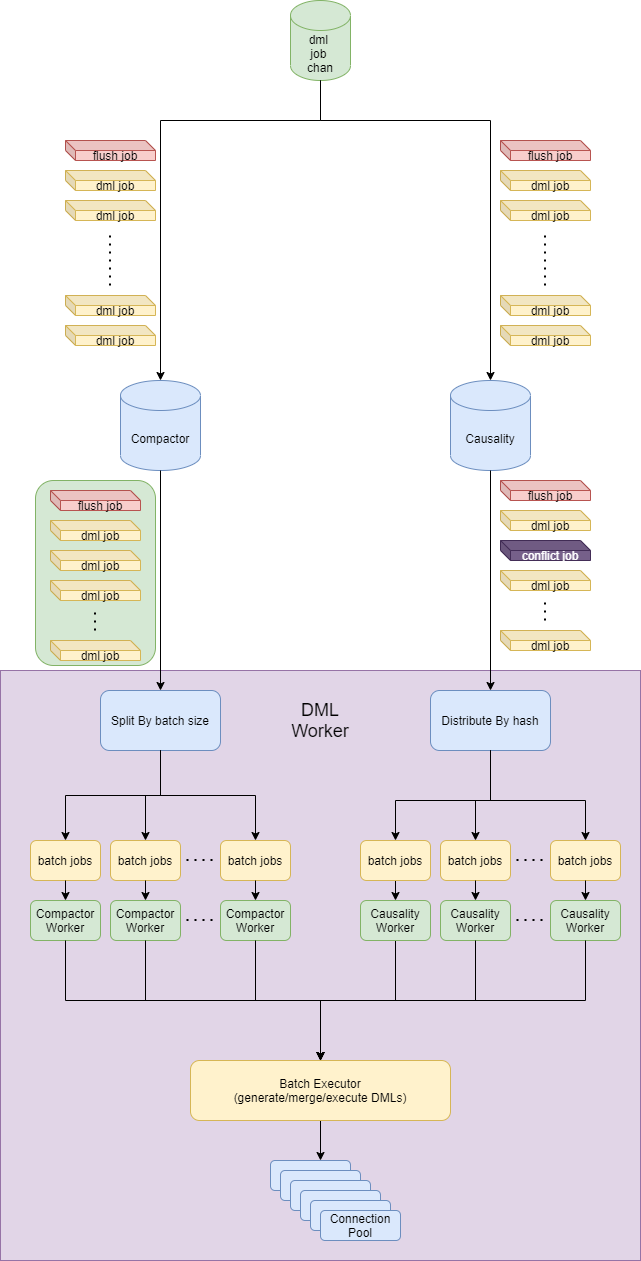 dml
job
chan
flush job
dml job
dml job
dml job
dml job
flush job
dml job
dml job
dml job
dml job
Compactor
Causality
flush job
dml job
dml job
dml job
dml job
flush job
dml job
conflict job
dml job
dml job
Split By batch size
DML
Worker
Distribute By hash
batch jobs
batch jobs
batch jobs
batch jobs
batch jobs
batch jobs
Compactor
Worker
Compactor
Worker
Compactor
Worker
Causality
Worker
Causality
Worker
Causality
Worker
Batch Executor
(generate/merge/execute DMLs)
Connection
Pool